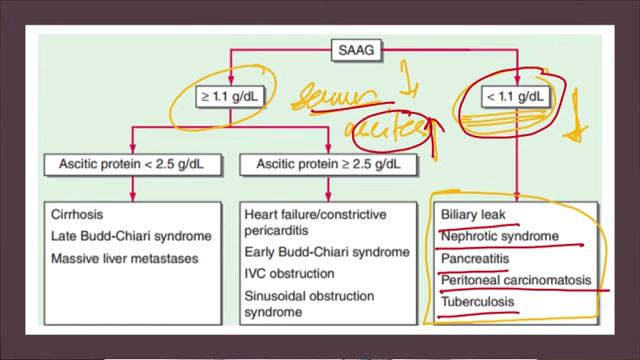 SAAG
≥ 1.1 g/dL
< 1.1 g/dL
serum
ascites
Ascitic protein < 2.5 g/dL
Ascitic protein ≥ 2.5 g/dL
Cirrhosis
Late Budd-Chiari syndrome
Massive liver metastases
Heart failure/constrictive
pericarditis
Early Budd-Chiari syndrome
IVC obstruction
Sinusoidal obstruction
syndrome
Biliary leak
Nephrotic syndrome
Pancreatitis
Peritoneal carcinomatosis
Tuberculosis